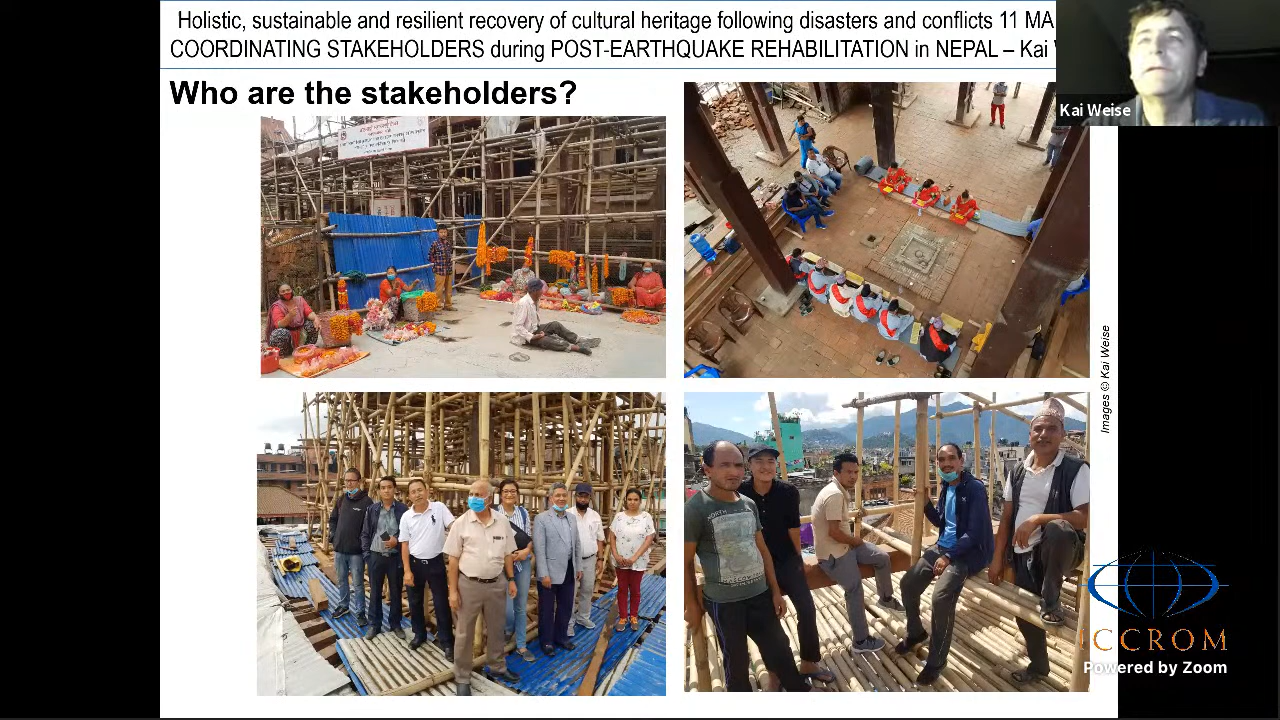 Holistic, sustainable and resilient recovery of cultural heritage following disasters and conflicts 11 MA
COORDINATING STAKEHOLDERS during POST-EARTHQUAKE REHABILITATION in NEPAL – Kai
Kai Weise
Who are the stakeholders?
Images © Kai Weise
ICCROM
Powered by Zoom